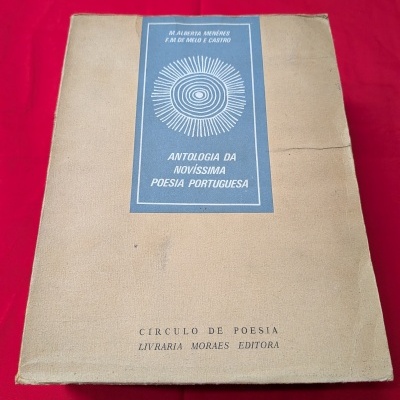 M. ALBERTA MENÉRES
E. M. DE MELO E CASTRO
ANTOLOGIA DA
NOVÍSSIMA
POESIA PORTUGUESA
CÍRCULO DE POESIA
LIVRARIA MORAES EDITORA